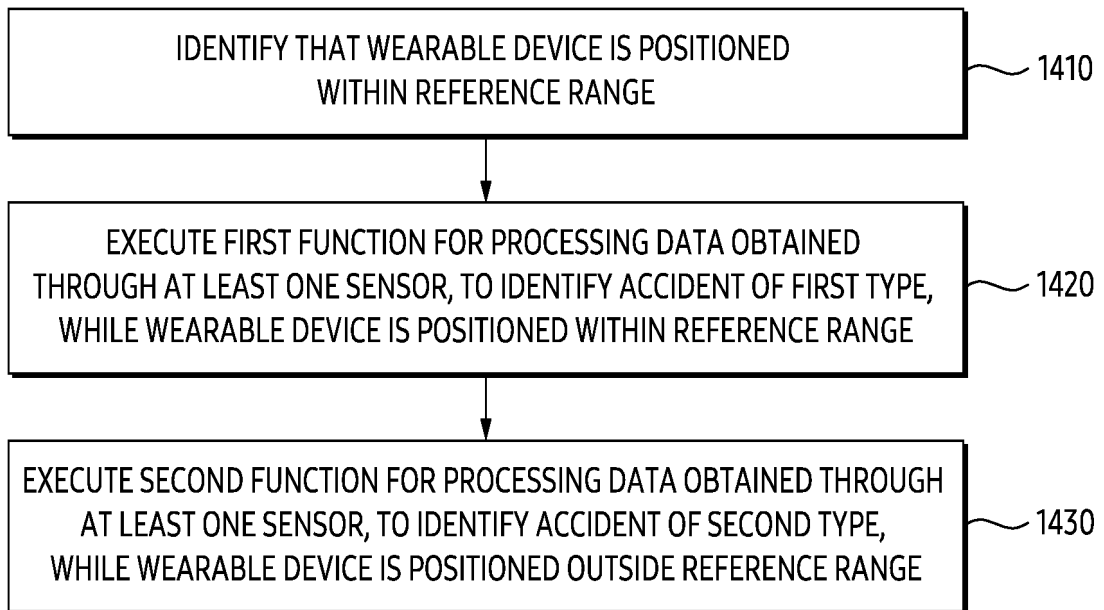 IDENTIFY THAT WEARABLE DEVICE IS POSITIONED
WITHIN REFERENCE RANGE
1410
EXECUTE FIRST FUNCTION FOR PROCESSING DATA OBTAINED
THROUGH AT LEAST ONE SENSOR, TO IDENTIFY ACCIDENT OF FIRST TYPE,
WHILE WEARABLE DEVICE IS POSITIONED WITHIN REFERENCE RANGE
1420
EXECUTE SECOND FUNCTION FOR PROCESSING DATA OBTAINED THROUGH
AT LEAST ONE SENSOR, TO IDENTIFY ACCIDENT OF SECOND TYPE,
WHILE WEARABLE DEVICE IS POSITIONED OUTSIDE REFERENCE RANGE
1430